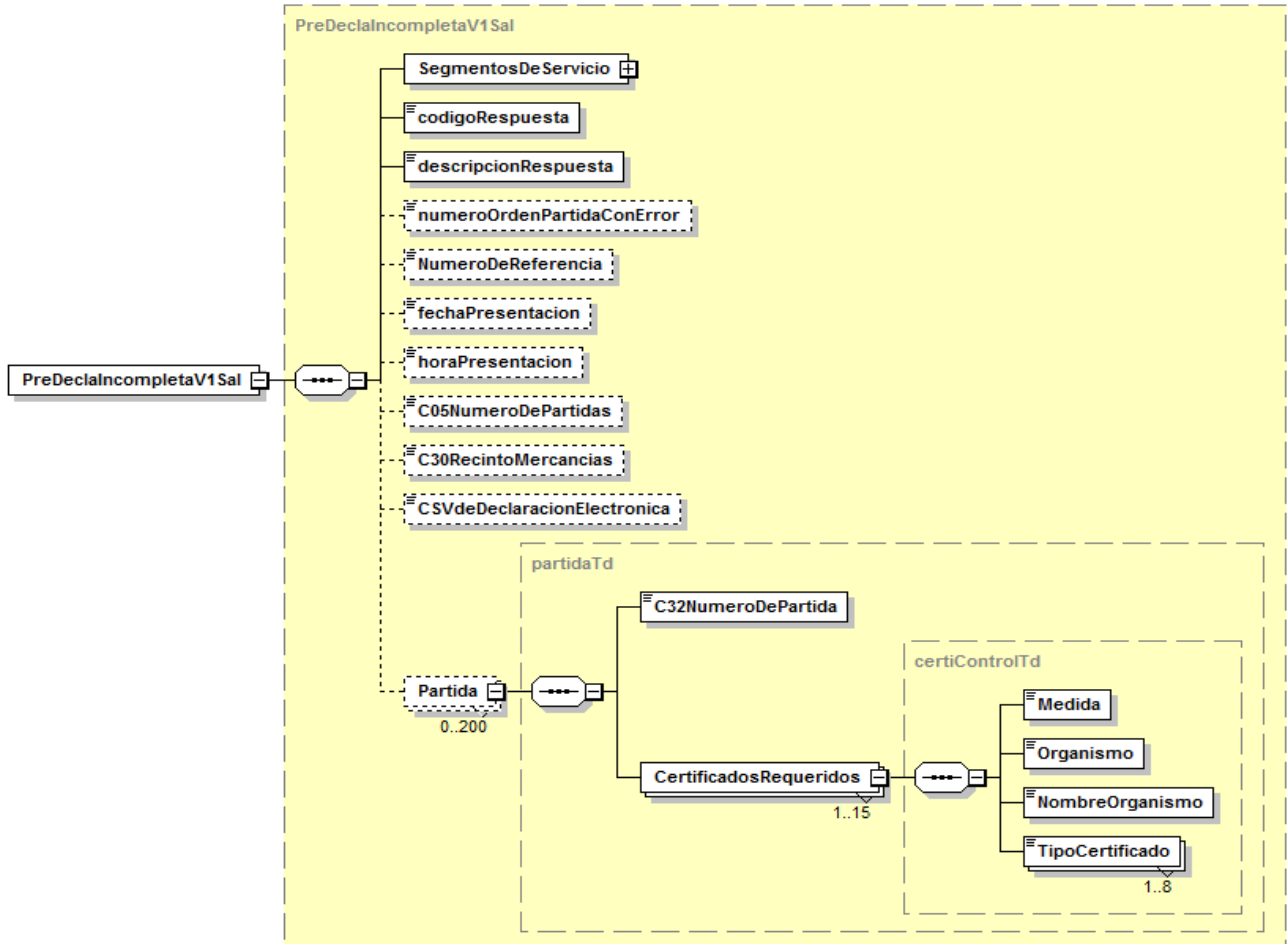 PreDeclaIncompletaV1Sal
SegmentosDeServicio
codigoRespuesta
descripcionRespuesta
numeroOrdenPartidaConError
NumeroDeReferencia
fechaPresentacion
horaPresentacion
PreDeclaIncompletaV1Sal
C05NumeroDePartidas
C30RecintoMercancias
CSVdeDeclaracionElectronica
partidaTd
C32NumeroDePartida
certiControlTd
Partida
0..200
Medida
Organismo
CertificadosRequeridos
1..15
NombreOrganismo
TipoCertificado
1..8